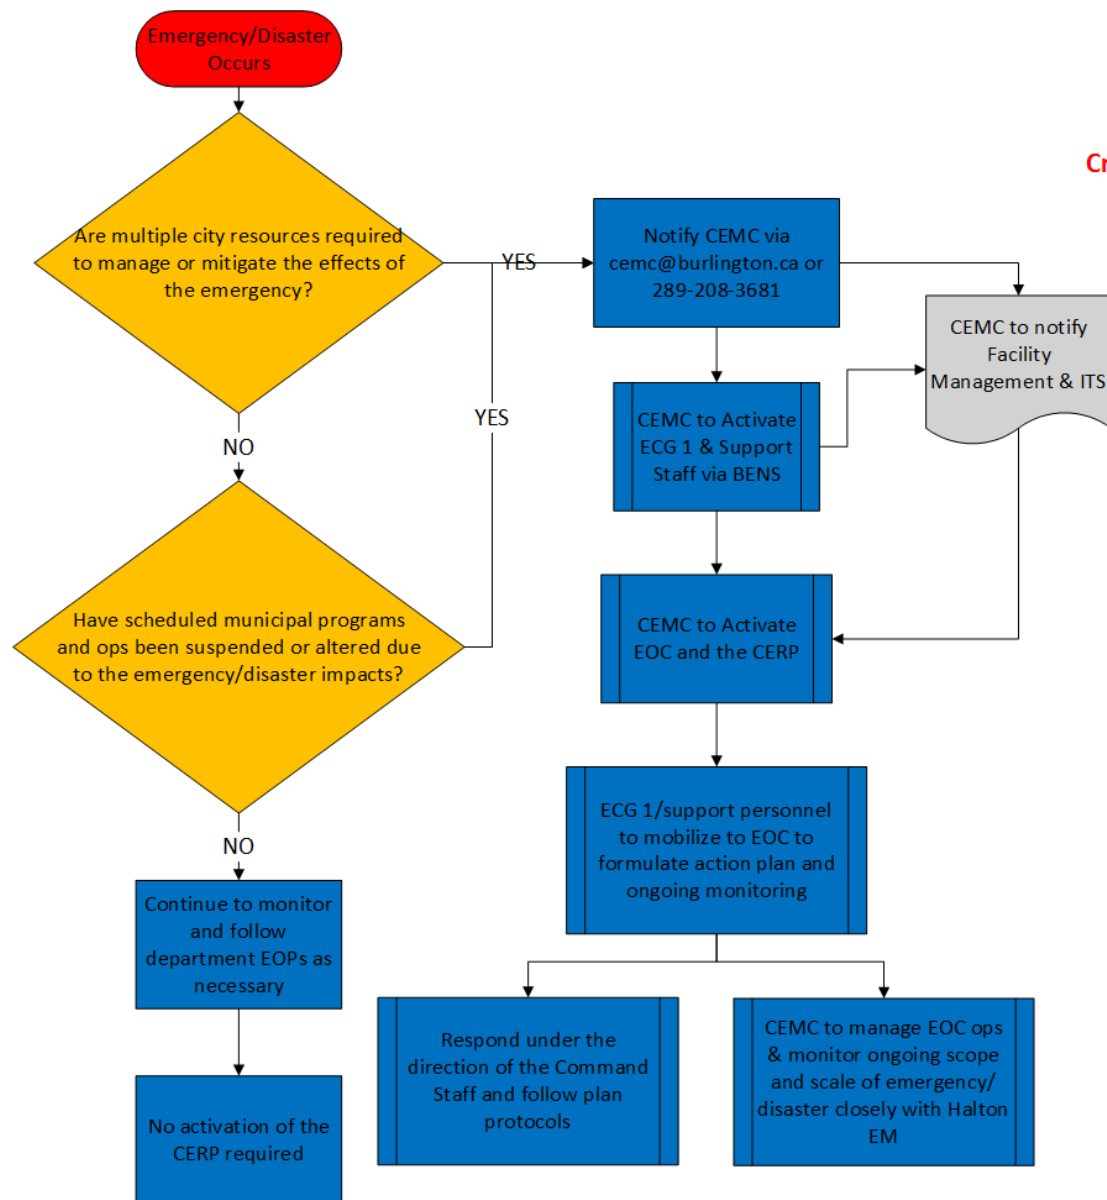 Emergency/Disaster
Occurs
Cr
Are multiple city resources required
to manage or mitigate the effects of
the emergency?
YES
Notify CEMC via
cemc@burlington.ca or
289-208-3681
CEMC to notify
Facility
Management & ITS
CEMC to Activate
ECG 1 & Support
Staff via BENS
YES
NO
Have scheduled municipal programs
and ops been suspended or altered due
to the emergency/disaster impacts?
CEMC to Activate
EOC and the CERP
NO
ECG 1/support personnel
to mobilize to EOC to
formulate action plan and
ongoing monitoring
Continue to monitor
and follow
department EOPs as
necessary
Respond under the
direction of the Command
Staff and follow plan
protocols
CEMC to manage EOC ops
& monitor ongoing scope
and scale of emergency/
disaster closely with Halton
EM
No activation of the
CERP required